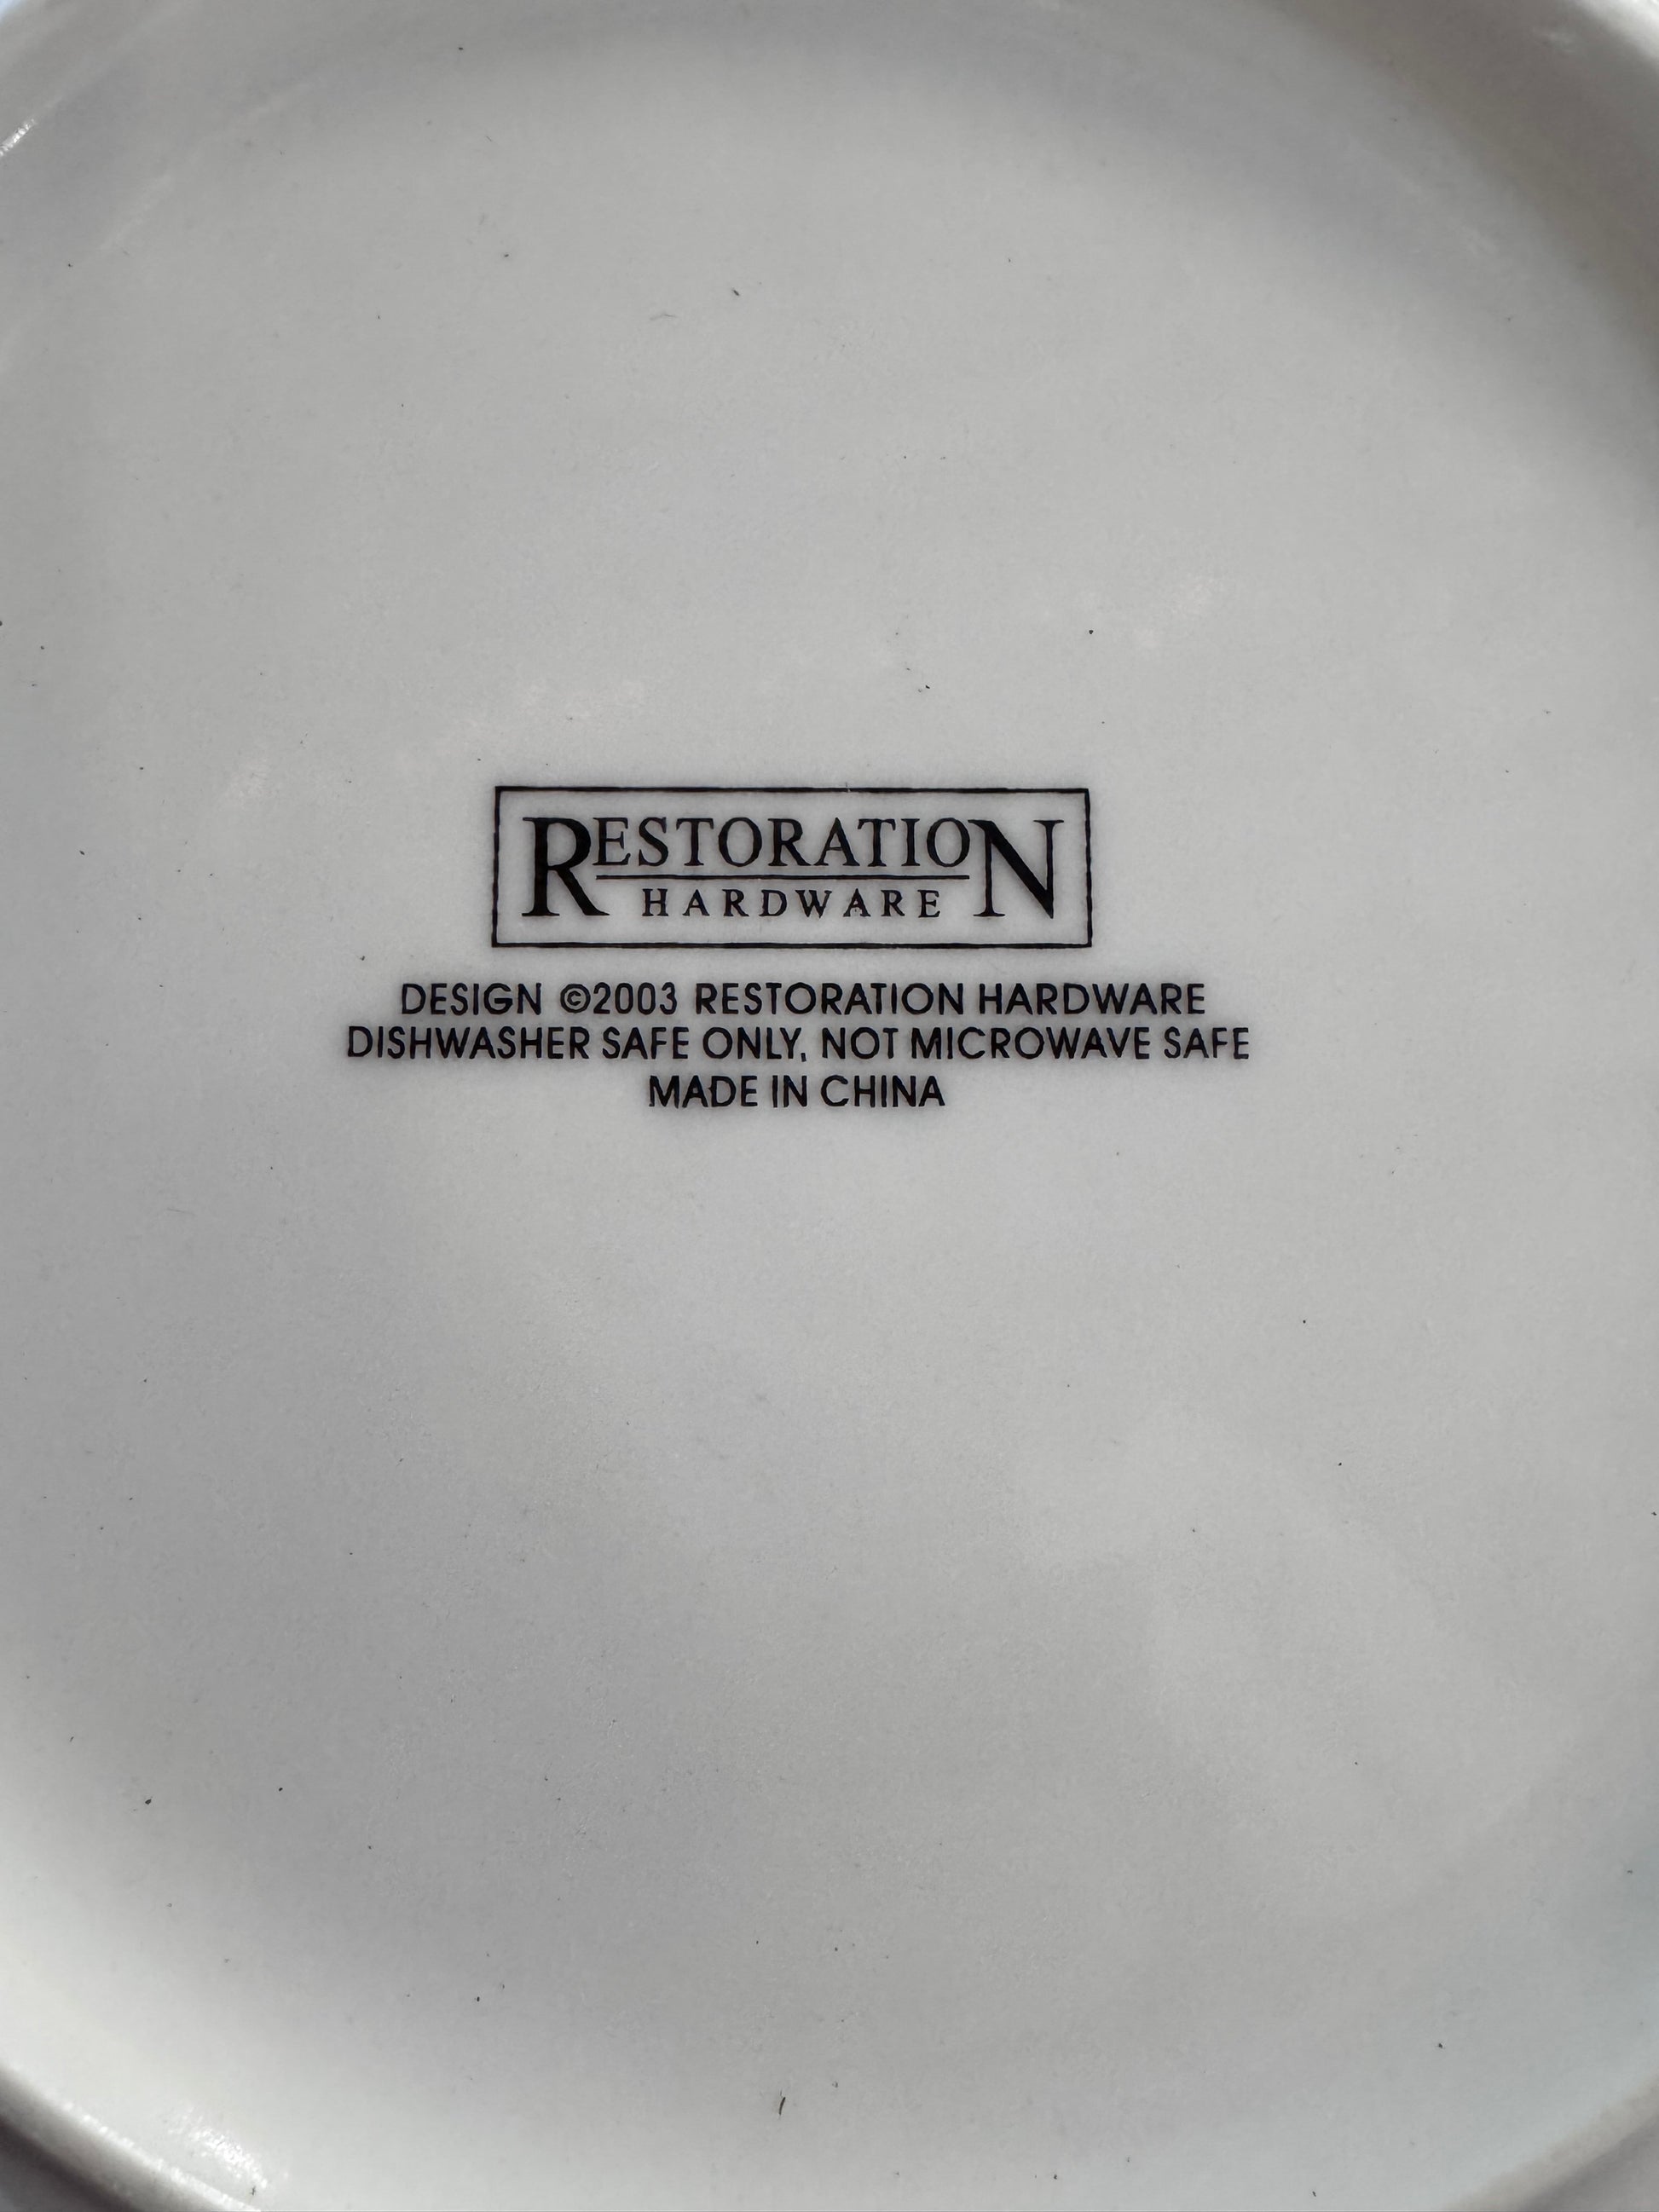 RESTORATION
HARDWARE
DESIGN ©2003 RESTORATION HARDWARE
DISHWASHER SAFE ONLY, NOT MICROWAVE SAFE
MADE IN CHINA